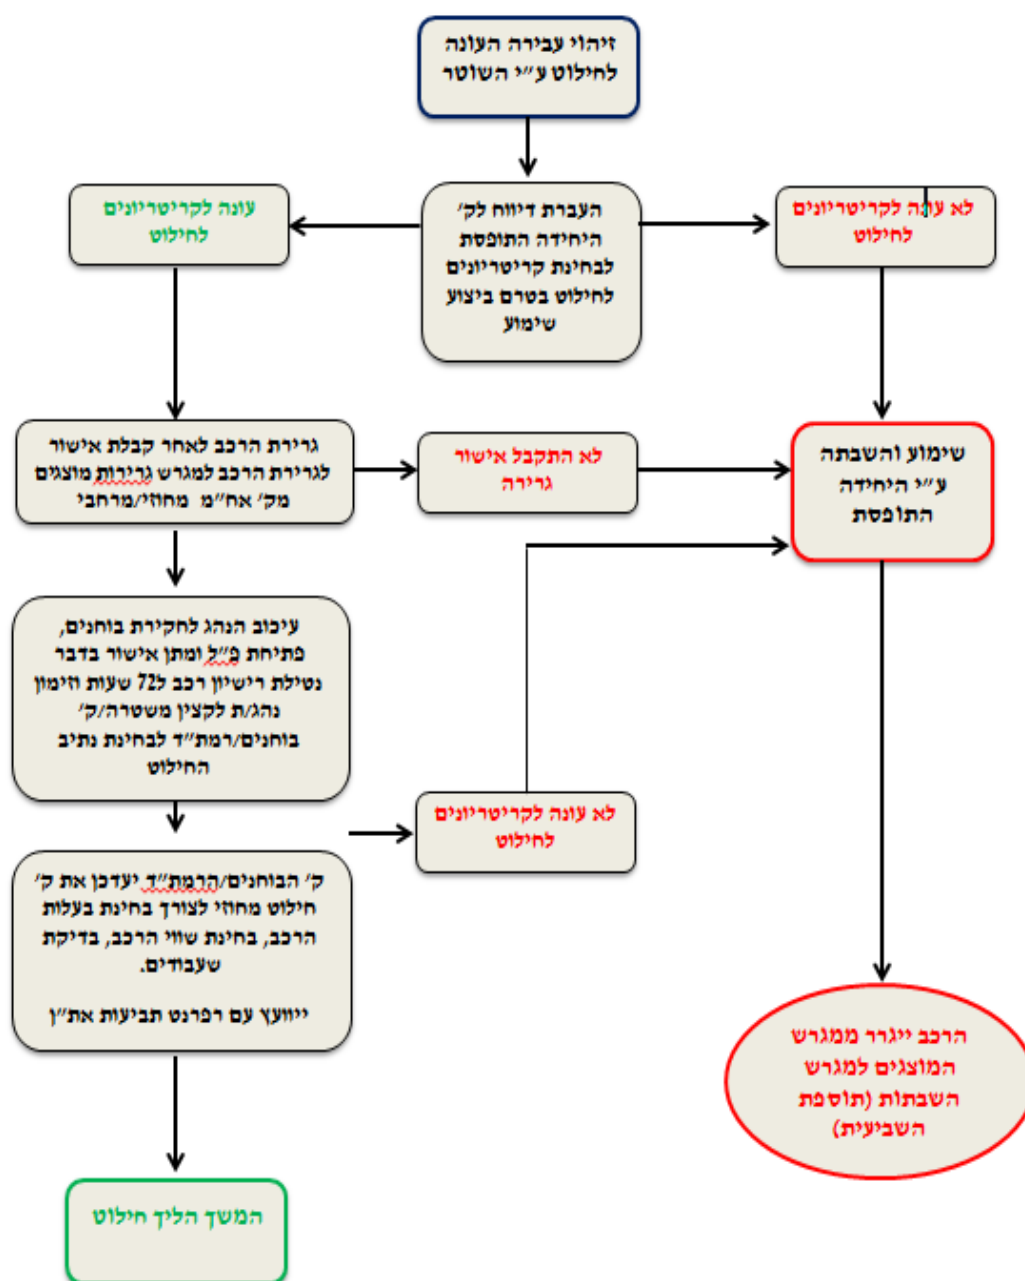 זיהוי עבירה העונה
לחילוט ע״י השוטר
העברת דיווח לק׳
היחידה התופסת
לבחינת קריטריונים
לחילוט בטרם ביצוע
שימוע
לא עונה לקריטריונים
לחילוט
עונה לקריטריונים
לחילוט
גרירת הרכב לאחר קבלת אישור
לגרירת הרכב למגרש גרירות מוצגים
מק׳ אח״מ מחוזי/מרחבי
לא התקבל אישור
גרירה
שימוע והשבתה
ע״י היחידה
התופסת
עיכוב הנהג לחקירת בוחנים,
פתיחת פ״ל ומתן אישור בדבר
נטילת רישיון רכב ל72 שעות וזימון
נהג/ת לקצין משטרה/ק׳
בוחנים/רמת״ד לבחינת נתיב
החילוט
לא עונה לקריטריונים
לחילוט
ק׳ הבוחנים/הרמת״ד יעדכן את ק׳
חילוט מחוזי לצורך בחינת בעלות
הרכב, בחינת שווי הרכב, בדיקת
שעבודים.
ייוועץ עם רפרנט תביעות את״ן
הרכב ייגרר ממגרש
המוצגים למגרש
השבתות (תוספת
השביעית)
המשך הליך חילוט